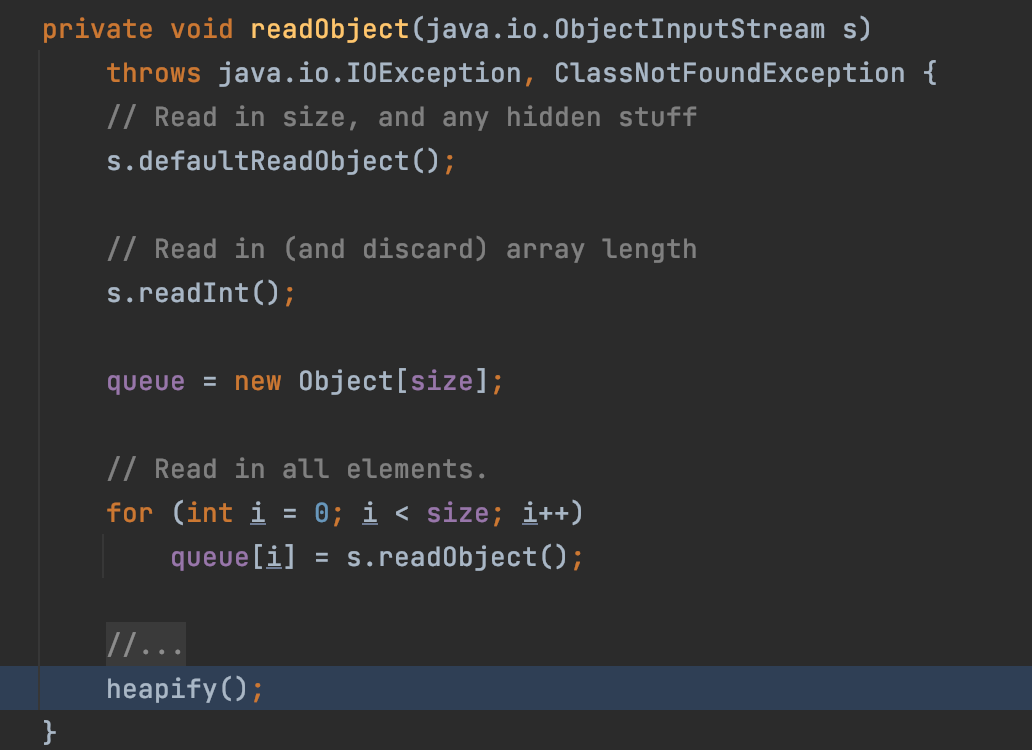 private void readObject(java.io.ObjectInputStream s)
    throws java.io.IOException, ClassNotFoundException {
    // Read in size, and any hidden stuff
    s.defaultReadObject();

    // Read in (and discard) array length
    s.readInt();

    queue = new Object[size];

    // Read in all elements.
    for (int i = 0; i < size; i++)
        queue[i] = s.readObject();

    //...
    heapify();
}